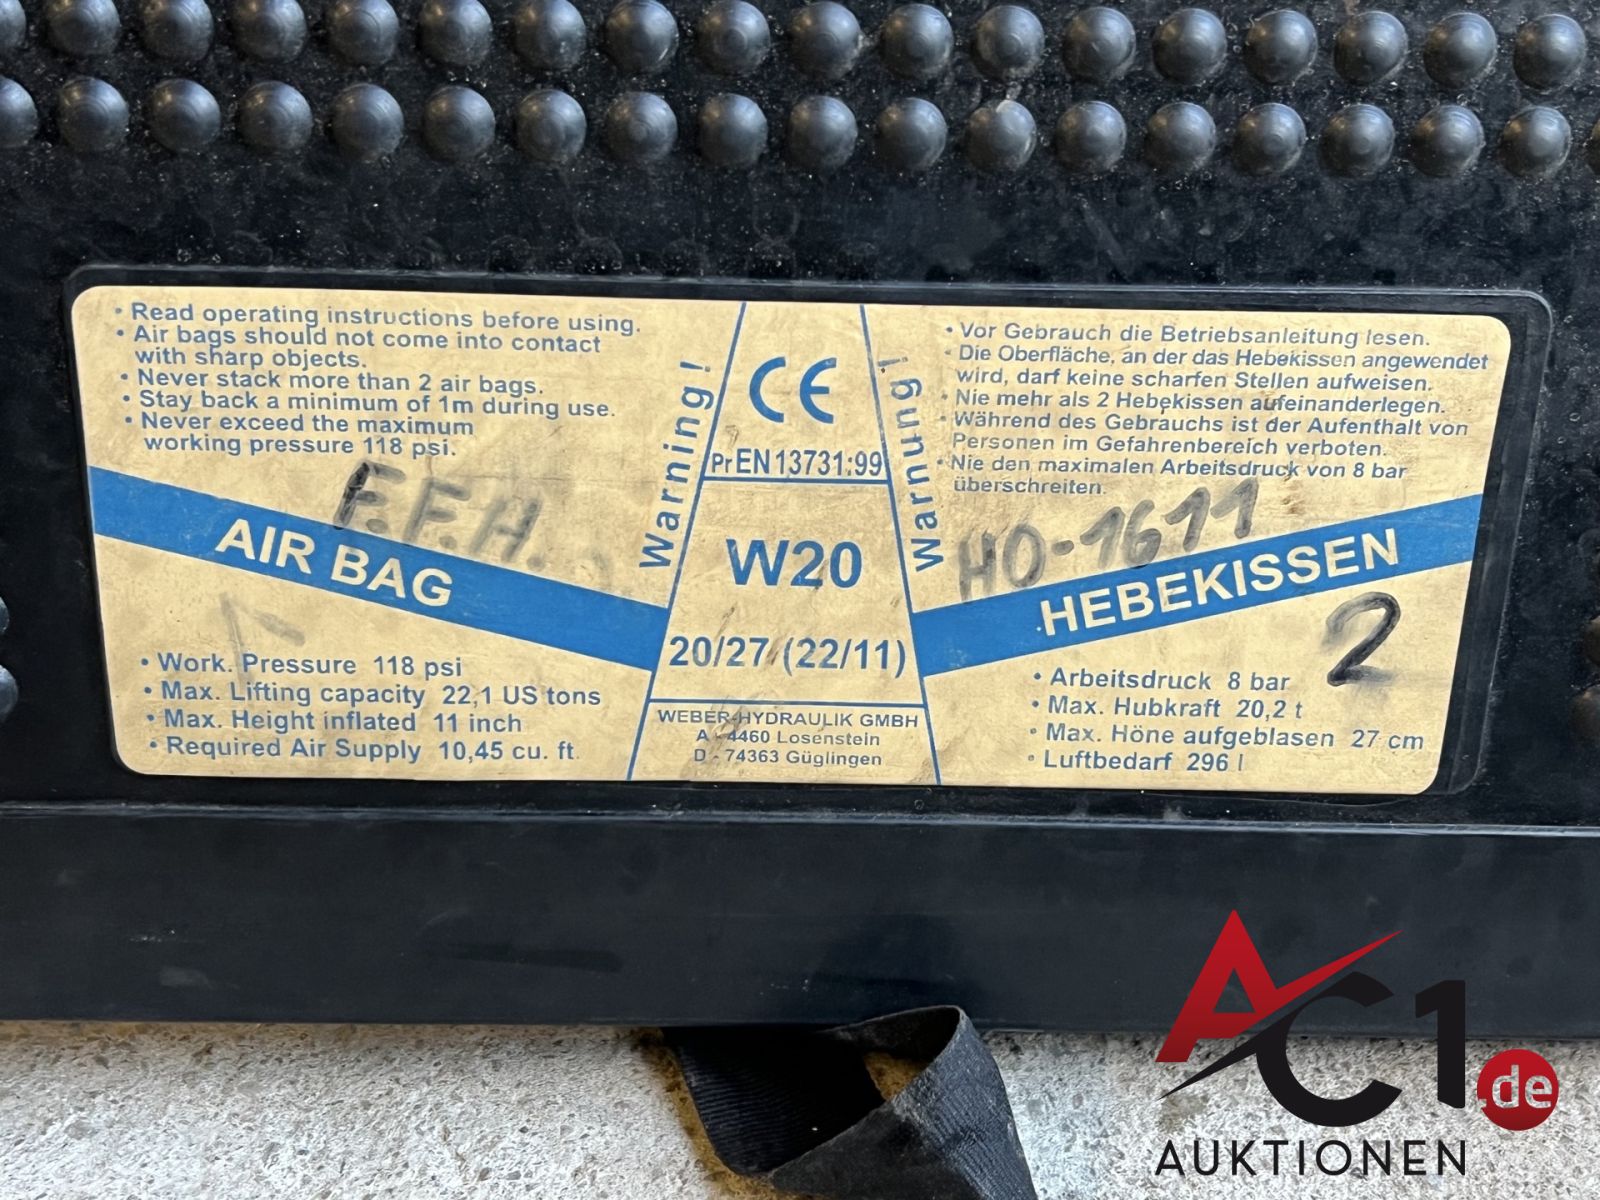 • Read operating instructions before using.
• Air bags should not come into contact
with sharp objects.
• Never stack more than 2 air bags.
• Stay back a minimum of 1m during use.
• Never exceed the maximum
working pressure 118 psi.
F.F.H.
AIR BAG
• Work. Pressure 118 psi
• Max. Lifting capacity 22,1 US tons
• Max. Height inflated 11 inch
• Required Air Supply 10,45 cu. ft.
Warning!
CE
PrEN 13731:99
W20
20/27 (22/11)
WEBER-HYDRAULIK GMBH
A - 4460 Losenstein
D - 74363 Güglingen
Warnung!
• Vor Gebrauch die Betriebsanleitung lesen.
• Die Oberfläche, an der das Hebekissen angewendet
wird, darf keine scharfen Stellen aufweisen.
• Nie mehr als 2 Hebekissen aufeinanderlegen.
• Während des Gebrauchs ist der Aufenthalt von
Personen im Gefahrenbereich verboten.
• Nie den maximalen Arbeitsdruck von 8 bar
überschreiten.
HO-1611
HEBEKISSEN
2
• Arbeitsdruck 8 bar
• Max. Hubkraft 20,2 t
• Max. Höhe aufgeblasen 27 cm
• Luftbedarf 296 l
AC1.de
AUKTIONEN